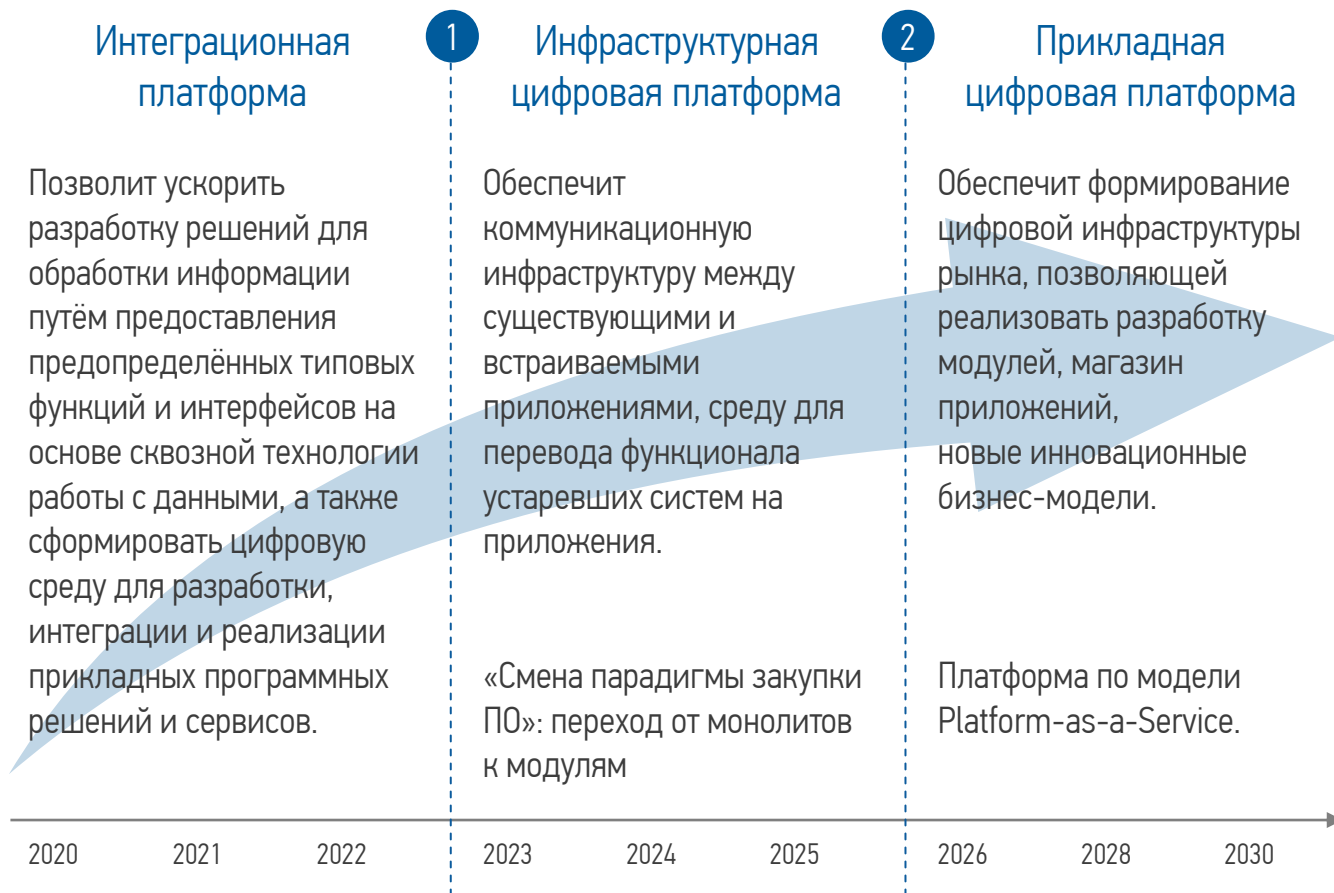 Интеграционная
платформа
Позволит ускорить
разработку решений для
обработки информации
путём предоставления
предопределённых типовых
функций и интерфейсов на
основе сквозной технологии
работы с данными, а также
сформировать цифровую
среду для разработки,
интеграции и реализации
прикладных программных
решений и сервисов.
1
Инфраструктурная
цифровая платформа
Обеспечит
коммуникационную
инфраструктуру между
существующими и
встраиваемыми
приложениями, среду для
перевода функционала
устаревших систем на
приложения.
«Смена парадигмы закупки
ПО»: переход от монолитов
к модулям
2
Прикладная
цифровая платформа
Обеспечит формирование
цифровой инфраструктуры
рынка, позволяющей
реализовать разработку
модулей, магазин
приложений,
новые инновационные
бизнес-модели.
Платформа по модели
Platform-as-a-Service.
2020 2021 2022 2023 2024 2025 2026 2028 2030